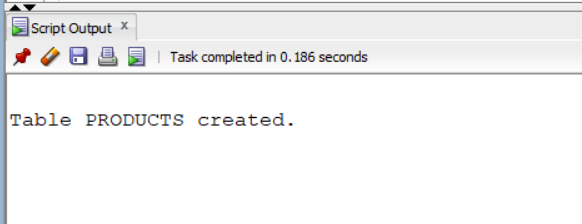 Script Output x
Task completed in 0.186 seconds
Table PRODUCTS created.